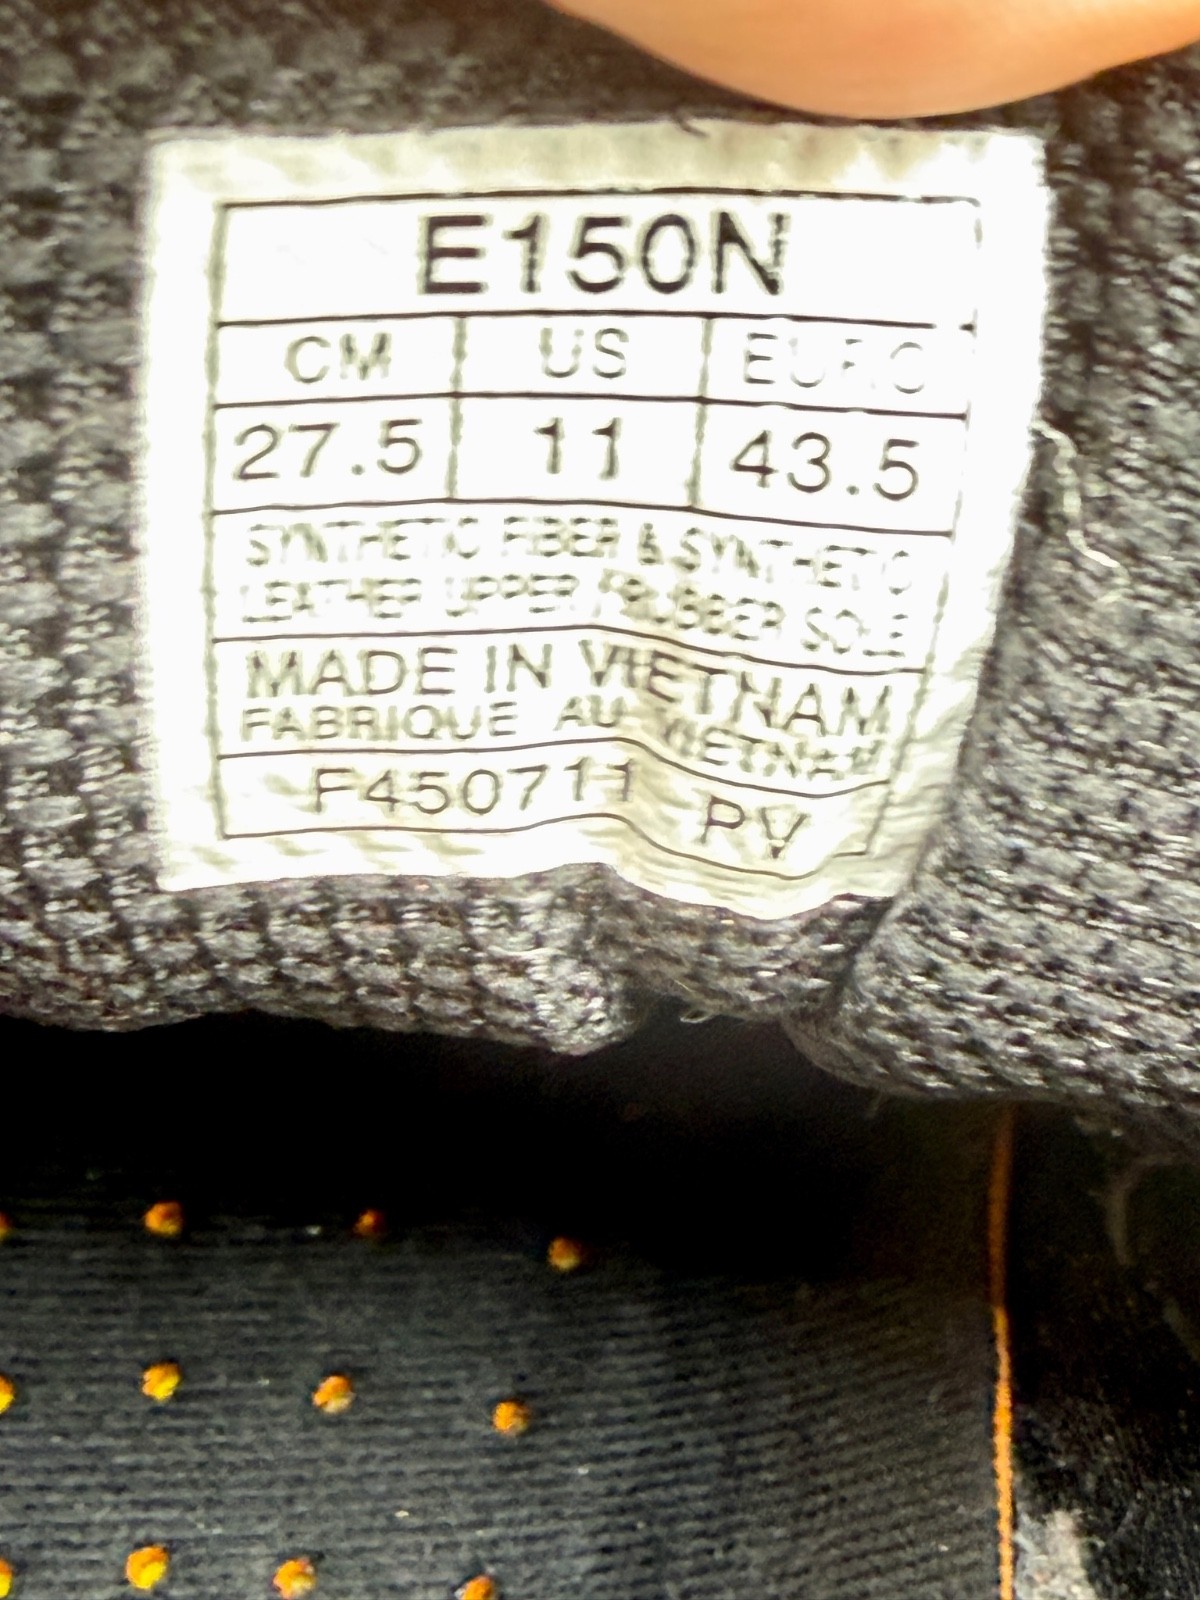 E150N
CM US EURO
27.5 11 43.5
SYNTHETIC FIBER & SYNTHETIC
LEATHER UPPER / RUBBER SOLE
MADE IN VIETNAM
FABRIQUE AU VIETNAM
F450711 PV